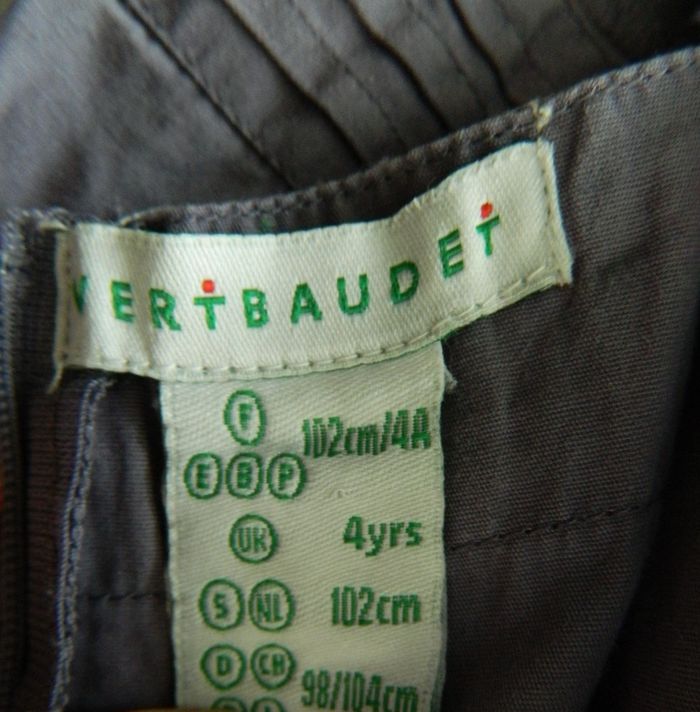 VERTBAUDET
F 102cm/4A
E B P
UK 4yrs
S NL 102cm
D CH 98/104cm